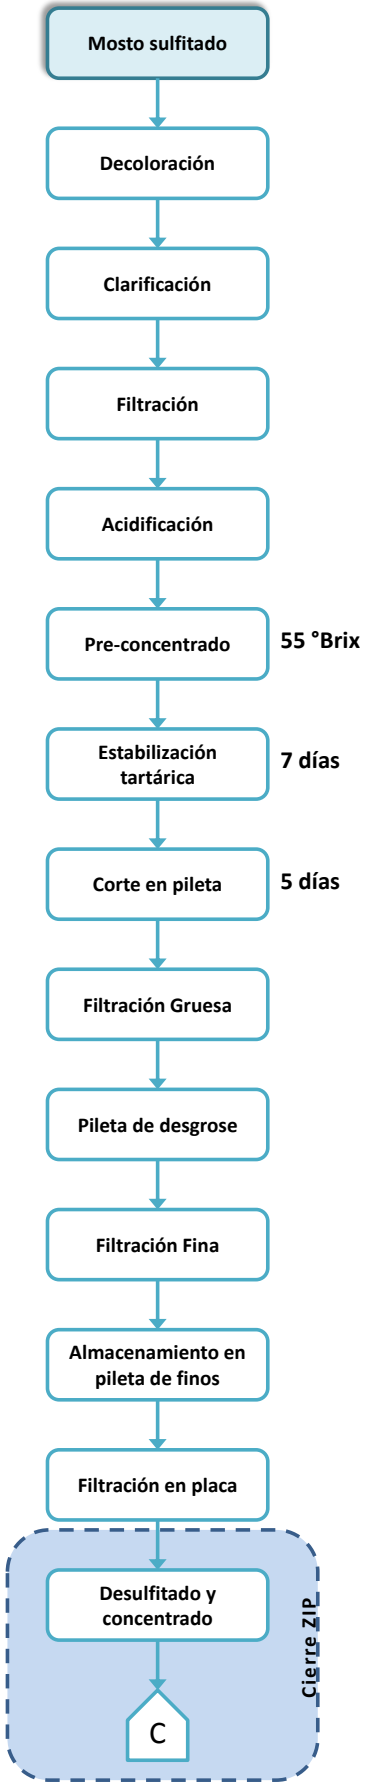 Mosto sulfitado
Decoloración
Clarificación
Filtración
Acidificación
Pre-concentrado
55 °Brix
Estabilización
tartárica
7 días
Corte en pileta
5 días
Filtración Gruesa
Pileta de desgrose
Filtración Fina
Almacenamiento en
pileta de finos
Filtración en placa
Desulfitado y
concentrado
Cierre ZIP
C